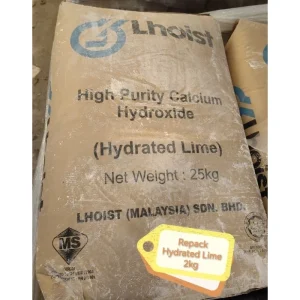 Lhoist
High Purity Calcium
Hydroxide
(Hydrated Lime)
Net Weight : 25kg
LHOIST (MALAYSIA) SDN. BHD.
MS
Repack
Hydrated Lime
2kg